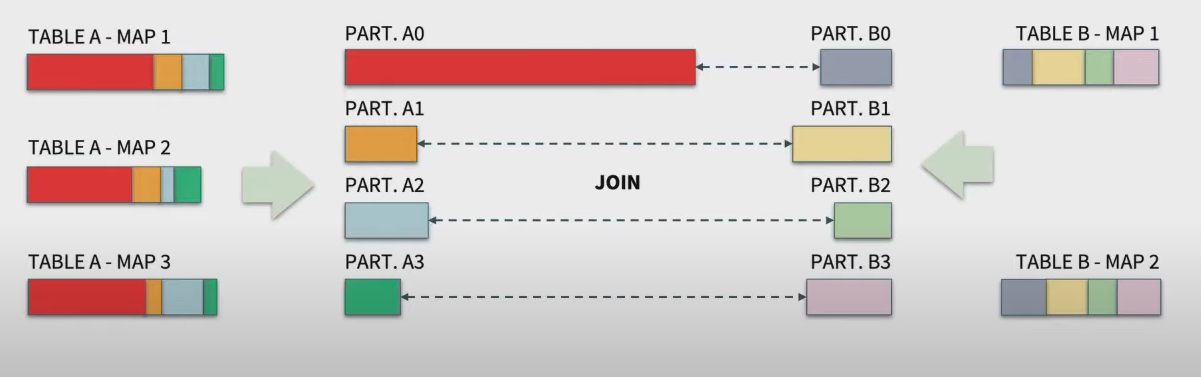 TABLE A - MAP 1
PART. A0
PART. B0
TABLE B - MAP 1
PART. A1
PART. B1
TABLE A - MAP 2
JOIN
PART. A2
PART. B2
TABLE A - MAP 3
PART. A3
PART. B3
TABLE B - MAP 2